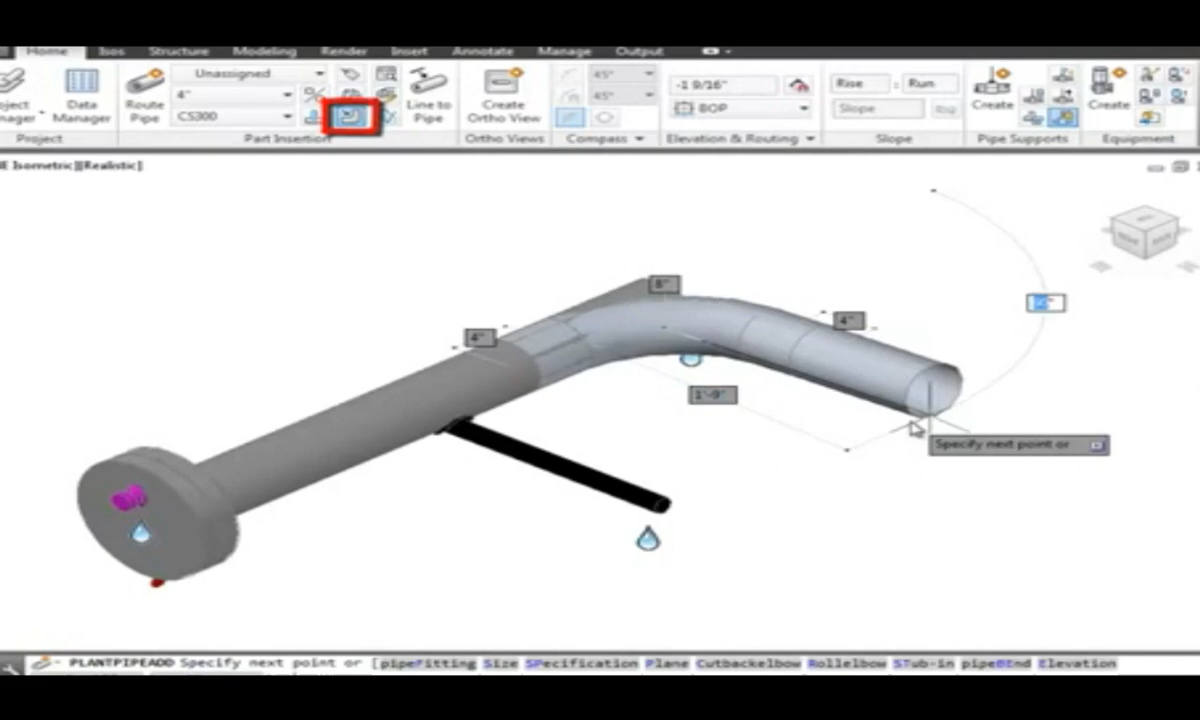 Home Isos Structure Modeling Render Insert Annotate Manage Output
Unassigned
4"
CS300
Data
Manager
Route
Pipe
Line to
Pipe
Create
Ortho View
45°
45°
-1 9/16"
BOP
Rise : Run
Slope
Create
Create
Project Part Insertion Ortho Views Compass Elevation & Routing Slope Pipe Supports Equipment
Isometric][Realistic]
8"
4"
4"
1'-9"
Specify next point or
PLANTPIPEADD Specify next point or [pipeFitting Size SPecification Plane Cutbackelbow Rollelbow STub-in pipeBEnd Elevation